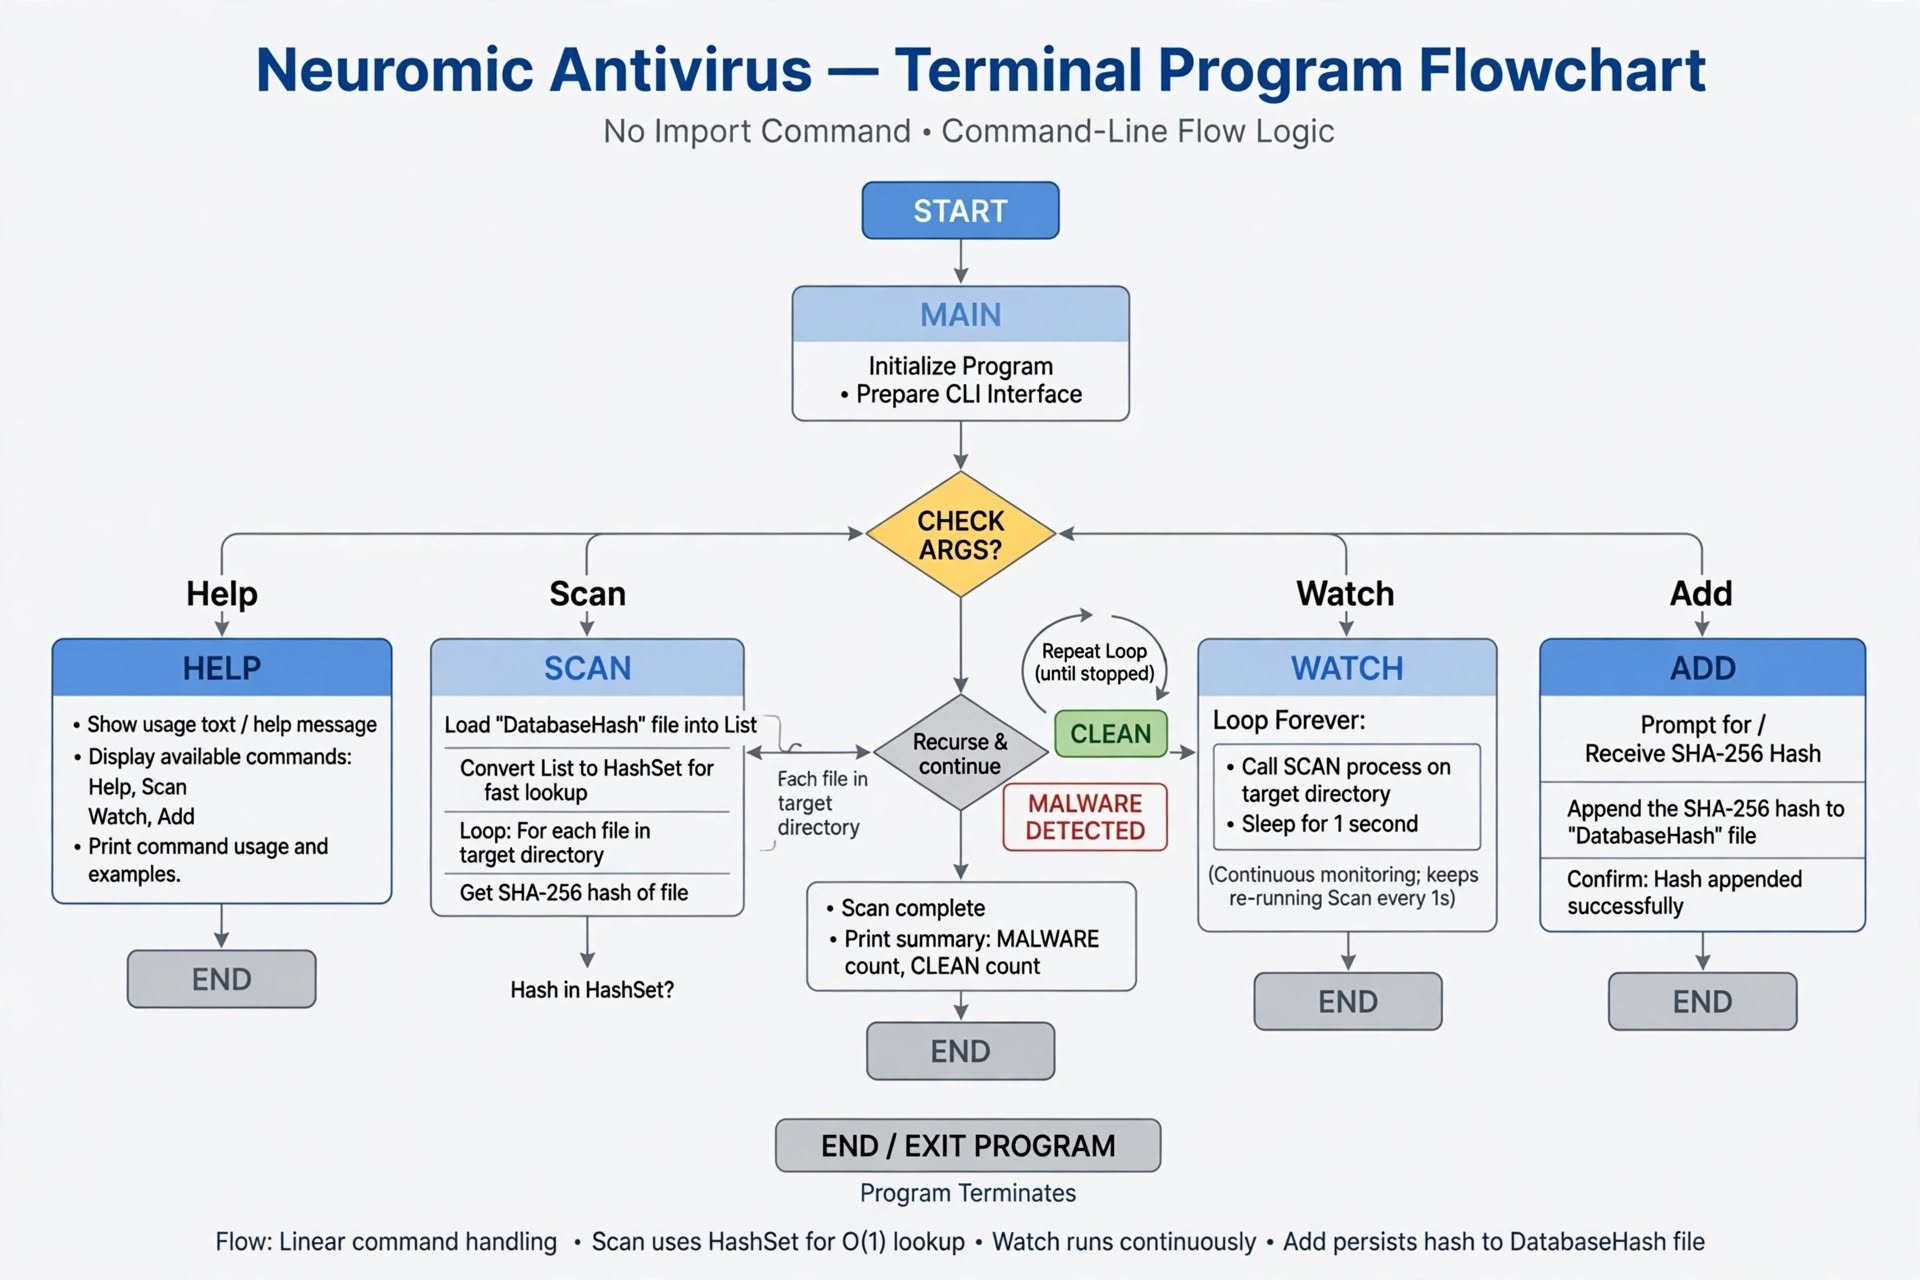 Neuromic Antivirus — Terminal Program Flowchart
No Import Command • Command-Line Flow Logic
START
MAIN
Initialize Program
• Prepare CLI Interface
CHECK
ARGS?
Help
Scan
Watch
Add
HELP
• Show usage toxt / help message
• Display available commands:
Help, Scan
Watch, Add
• Print command usage and
examples.
END
SCAN
Load "DatabaseHash" file into List
Convert List to HashSet for
fast lookup
Loop: For each file in
target directory
Get SHA-256 hash of file
Hash in HashSet?
Each file in
target
directory
Recurse &
continue
Repeat Loop
(until stopped)
CLEAN
MALWARE
DETECTED
• Scan complete
• Print summary: MALWARE
count, CLEAN count
END
WATCH
Loop Forever:
• Call SCAN process on
target directory
• Sleep for 1 second
(Continuous monitoring; keeps
re-running Scan every 1s)
END
ADD
Prompt for /
Receive SHA-256 Hash
Append the SHA-256 hash to
"DatabaseHash" file
Confirm: Hash appended
successfully
END
END / EXIT PROGRAM
Program Terminates
Flow: Linear command handling • Scan uses HashSet for O(1) lookup • Watch runs continuously • Add persists hash to DatabaseHash file